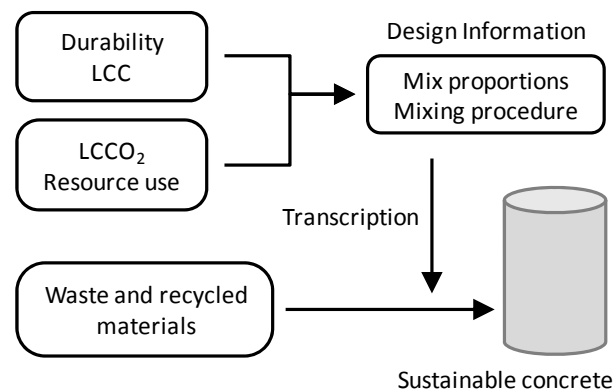 Durability
LCC
Design Information
Mix proportions
Mixing procedure
LCCO₂
Resource use
Transcription
Waste and recycled
materials
Sustainable concrete